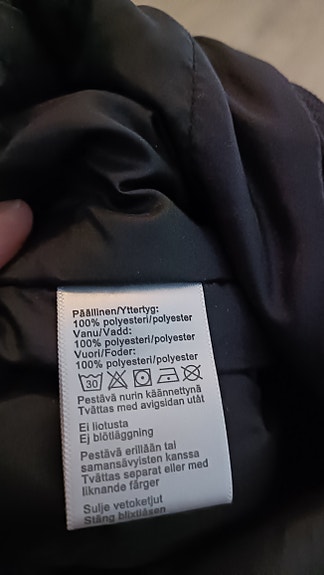 Päällinen/Yttertyg:
100% polyesteri/polyester
Vanu/Vadd:
100% polyesteri/polyester
Vuori/Foder:
100% polyesteri/polyester
30
Pestävä nurin käännettynä
Tvättas med avigsidan utåt
Ei liotusta
Ej blötläggning
Pestävä erillään tai
samansävyisten kanssa
Tvättas separat eller med
liknande färger
Sulje vetoketjut
Stäng blixtlåsen